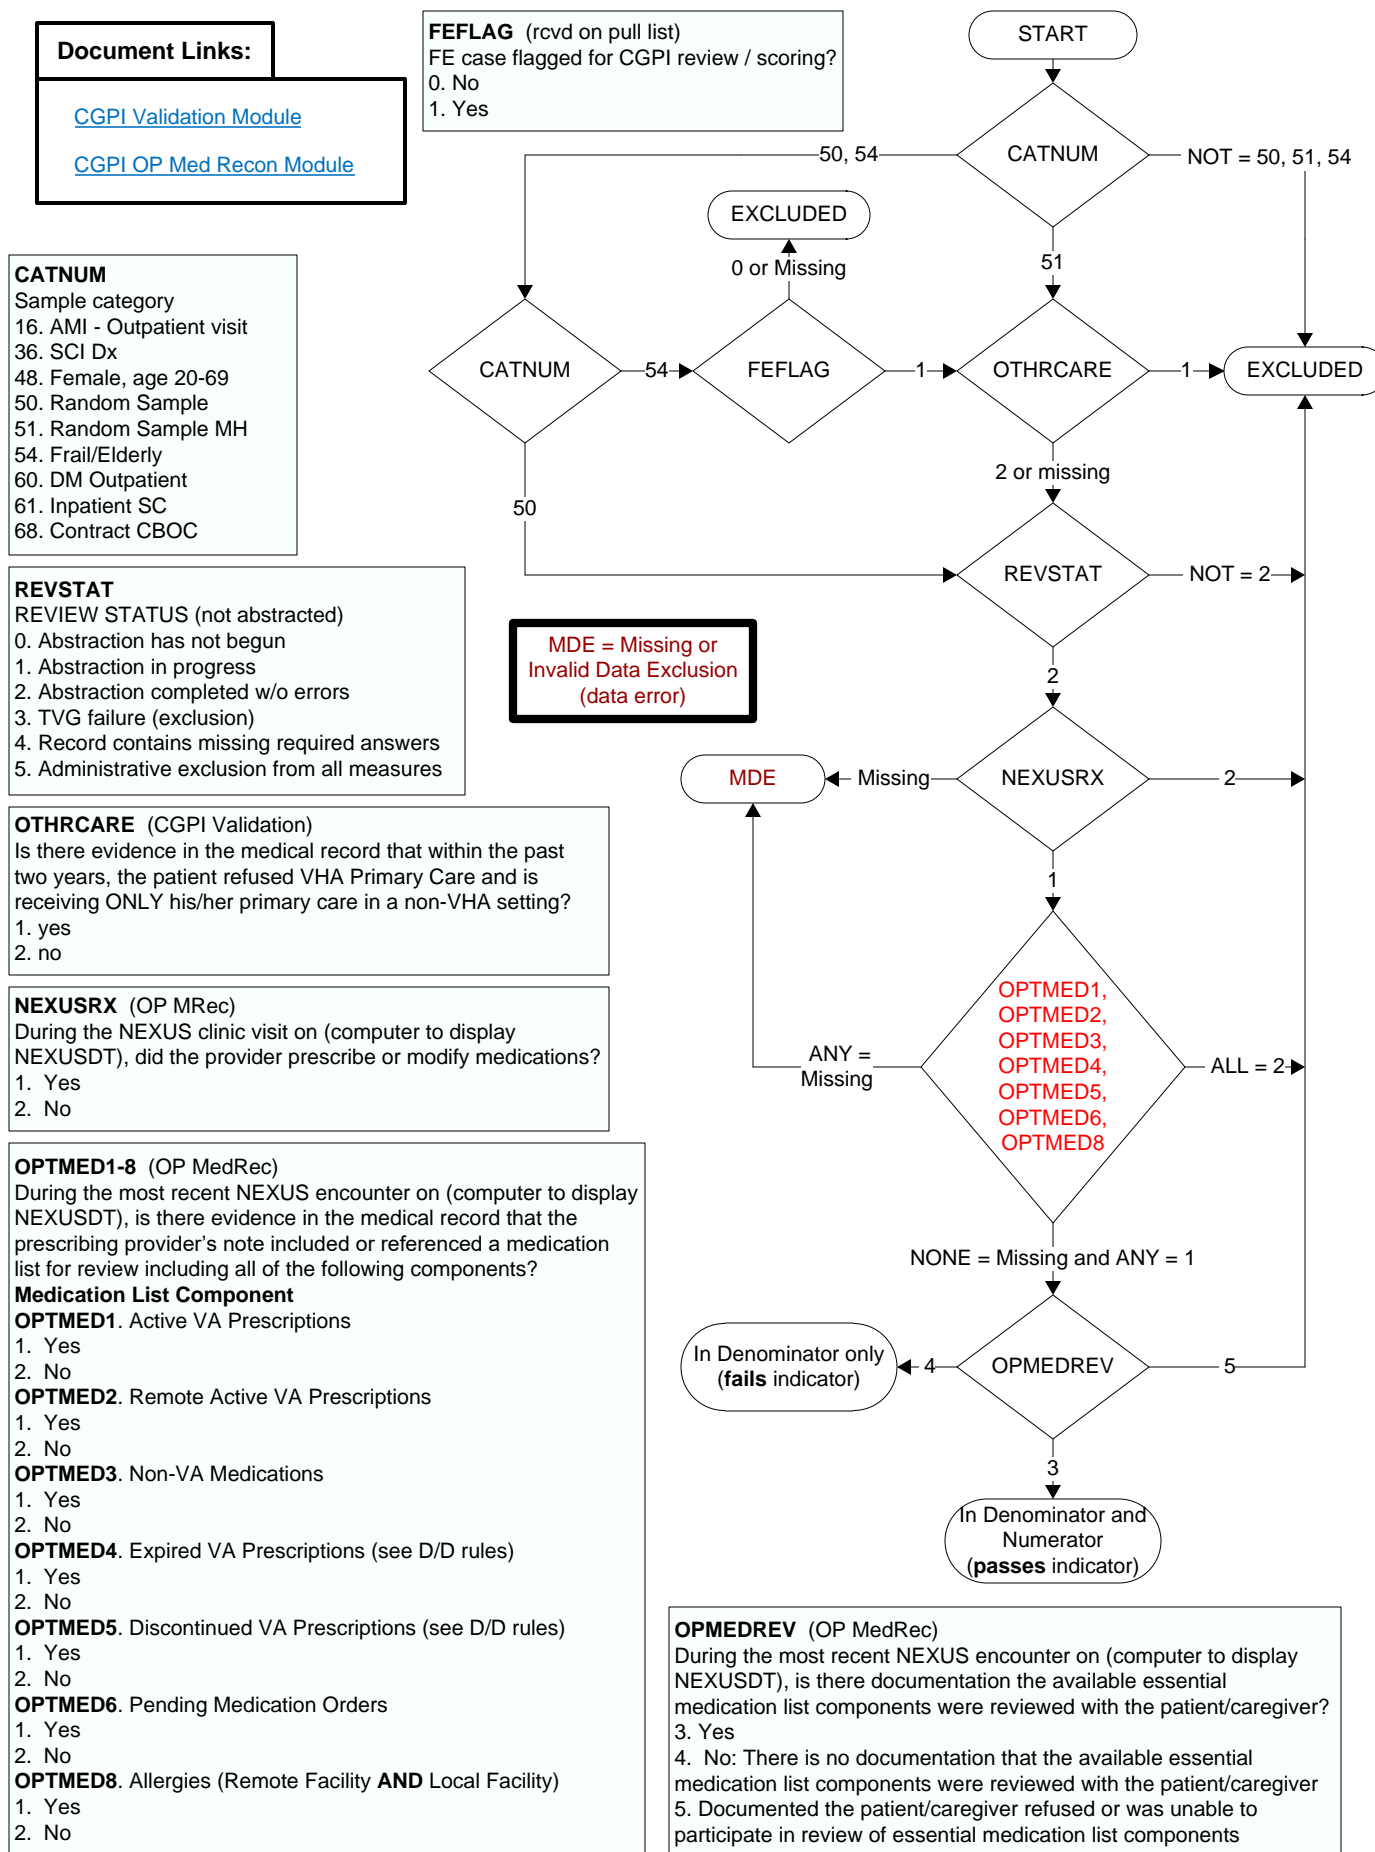 Document Links:
CGPI Validation Module
CGPI OP Med Recon Module
FEFLAG (rcvd on pull list)
FE case flagged for CGPI review / scoring?
0. No
1. Yes
START
CATNUM
50, 54
NOT = 50, 51, 54
51
EXCLUDED
0 or Missing
CATNUM
54
FEFLAG
1
OTHRCARE
1
EXCLUDED
2 or missing
50
REVSTAT
NOT = 2
2
MDE = Missing or
Invalid Data Exclusion
(data error)
MDE
Missing
NEXUSRX
2
1
OPTMED1,
OPTMED2,
OPTMED3,
OPTMED4,
OPTMED5,
OPTMED6,
OPTMED8
ANY =
Missing
ALL = 2
NONE = Missing and ANY = 1
In Denominator only
(fails indicator)
4
OPMEDREV
5
3
In Denominator and
Numerator
(passes indicator)
CATNUM
Sample category
16. AMI - Outpatient visit
36. SCI Dx
48. Female, age 20-69
50. Random Sample
51. Random Sample MH
54. Frail/Elderly
60. DM Outpatient
61. Inpatient SC
68. Contract CBOC
REVSTAT
REVIEW STATUS (not abstracted)
0. Abstraction has not begun
1. Abstraction in progress
2. Abstraction completed w/o errors
3. TVG failure (exclusion)
4. Record contains missing required answers
5. Administrative exclusion from all measures
OTHRCARE (CGPI Validation)
Is there evidence in the medical record that within the past
two years, the patient refused VHA Primary Care and is
receiving ONLY his/her primary care in a non-VHA setting?
1. yes
2. no
NEXUSRX (OP MRec)
During the NEXUS clinic visit on (computer to display
NEXUSDT), did the provider prescribe or modify medications?
1. Yes
2. No
OPTMED1-8 (OP MedRec)
During the most recent NEXUS encounter on (computer to display
NEXUSDT), is there evidence in the medical record that the
prescribing provider's note included or referenced a medication
list for review including all of the following components?
Medication List Component
OPTMED1. Active VA Prescriptions
1. Yes
2. No
OPTMED2. Remote Active VA Prescriptions
1. Yes
2. No
OPTMED3. Non-VA Medications
1. Yes
2. No
OPTMED4. Expired VA Prescriptions (see D/D rules)
1. Yes
2. No
OPTMED5. Discontinued VA Prescriptions (see D/D rules)
1. Yes
2. No
OPTMED6. Pending Medication Orders
1. Yes
2. No
OPTMED8. Allergies (Remote Facility AND Local Facility)
1. Yes
2. No
OPMEDREV (OP MedRec)
During the most recent NEXUS encounter on (computer to display
NEXUSDT), is there documentation the available essential
medication list components were reviewed with the patient/caregiver?
3. Yes
4. No: There is no documentation that the available essential
medication list components were reviewed with the patient/caregiver
5. Documented the patient/caregiver refused or was unable to
participate in review of essential medication list components